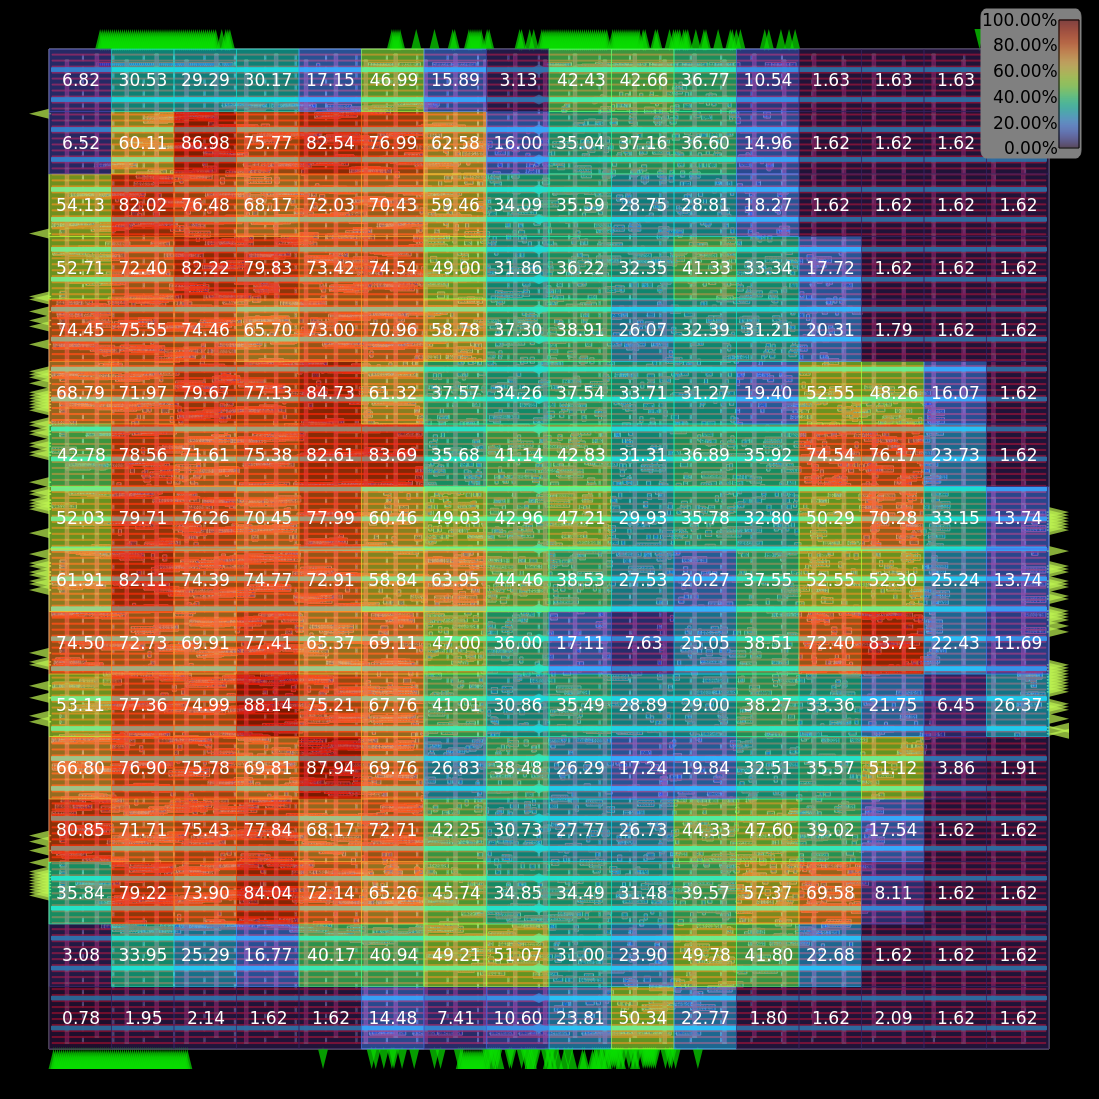 100.00%
80.00%
60.00%
40.00%
20.00%
0.00%
6.82 30.53 29.29 30.17 17.15 46.99 15.89 3.13 42.43 42.66 36.77 10.54 1.63 1.63 1.63
6.52 60.11 86.98 75.77 82.54 76.99 62.58 16.00 35.04 37.16 36.60 14.96 1.62 1.62 1.62
54.13 82.02 76.48 68.17 72.03 70.43 59.46 34.09 35.59 28.75 28.81 18.27 1.62 1.62 1.62 1.62
52.71 72.40 82.22 79.83 73.42 74.54 49.00 31.86 36.22 32.35 41.33 33.34 17.72 1.62 1.62 1.62
74.45 75.55 74.46 65.70 73.00 70.96 58.78 37.30 38.91 26.07 32.39 31.21 20.31 1.79 1.62 1.62
68.79 71.97 79.67 77.13 84.73 61.32 37.57 34.26 37.54 33.71 31.27 19.40 52.55 48.26 16.07 1.62
42.78 78.56 71.61 75.38 82.61 83.69 35.68 41.14 42.83 31.31 36.89 35.92 74.54 76.17 23.73 1.62
52.03 79.71 76.26 70.45 77.99 60.46 49.03 42.96 47.21 29.93 35.78 32.80 50.29 70.28 33.15 13.74
61.91 82.11 74.39 74.77 72.91 58.84 63.95 44.46 38.53 27.53 20.27 37.55 52.55 52.30 25.24 13.74
74.50 72.73 69.91 77.41 65.37 69.11 47.00 36.00 17.11 7.63 25.05 38.51 72.40 83.71 22.43 11.69
53.11 77.36 74.99 88.14 75.21 67.76 41.01 30.86 35.49 28.89 29.00 38.27 33.36 21.75 6.45 26.37
66.80 76.90 75.78 69.81 87.94 69.76 26.83 38.48 26.29 17.24 19.84 32.51 35.57 51.12 3.86 1.91
80.85 71.71 75.43 77.84 68.17 72.71 42.25 30.73 27.77 26.73 44.33 47.60 39.02 17.54 1.62 1.62
35.84 79.22 73.90 84.04 72.14 65.26 45.74 34.85 34.49 31.48 39.57 57.37 69.58 8.11 1.62 1.62
3.08 33.95 25.29 16.77 40.17 40.94 49.21 51.07 31.00 23.90 49.78 41.80 22.68 1.62 1.62 1.62
0.78 1.95 2.14 1.62 1.62 14.48 7.41 10.60 23.81 50.34 22.77 1.80 1.62 2.09 1.62 1.62